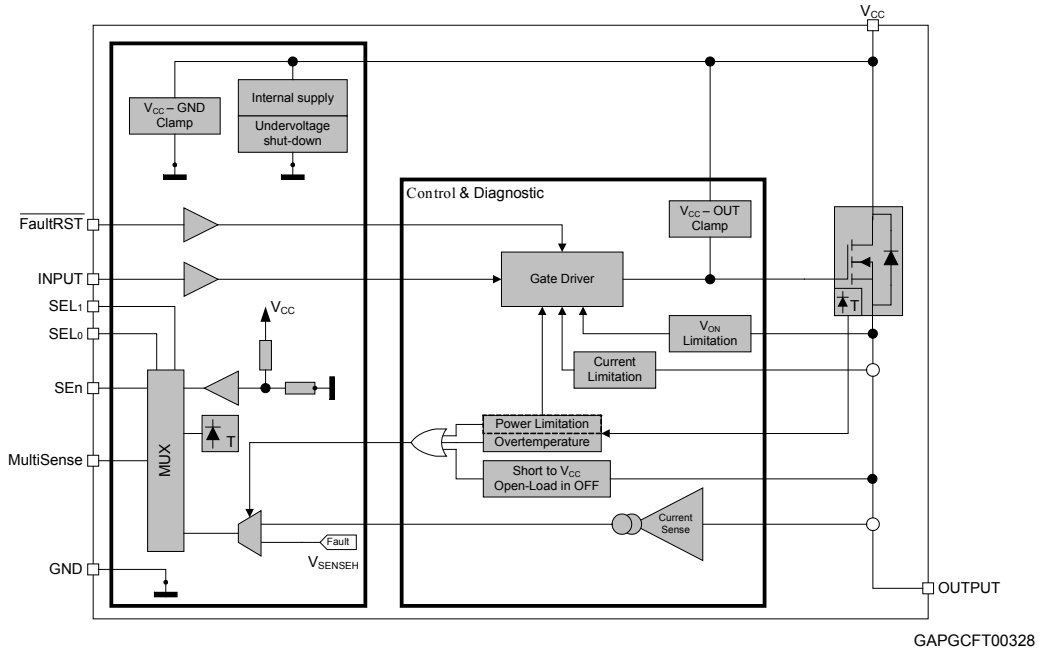 VCC
VCC – GND
Clamp
Internal supply
Undervoltage
shut-down
Control & Diagnostic
FaultRST
VCC – OUT
Clamp
INPUT
Gate Driver
SEL1
SEL0
VCC
T
VON
Limitation
Current
Limitation
SEn
MUX
T
Power Limitation
Overtemperature
MultiSense
Short to VCC
Open-Load in OFF
Current
Sense
Fault
VSENSEH
GND
OUTPUT
GAPGCFT00328